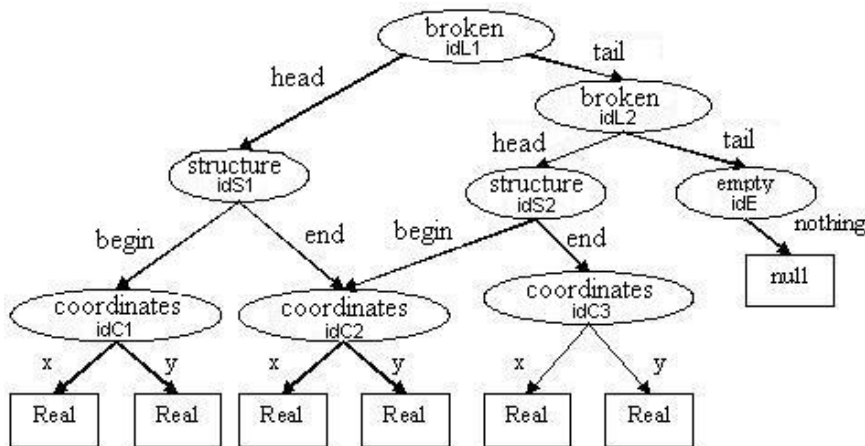 broken
idL1
head
tail
broken
idL2
head
tail
structure
idS1
structure
idS2
empty
idE
begin
end
begin
end
nothing
null
coordinates
idC1
coordinates
idC2
coordinates
idC3
x
y
x
y
x
y
Real
Real
Real
Real
Real
Real